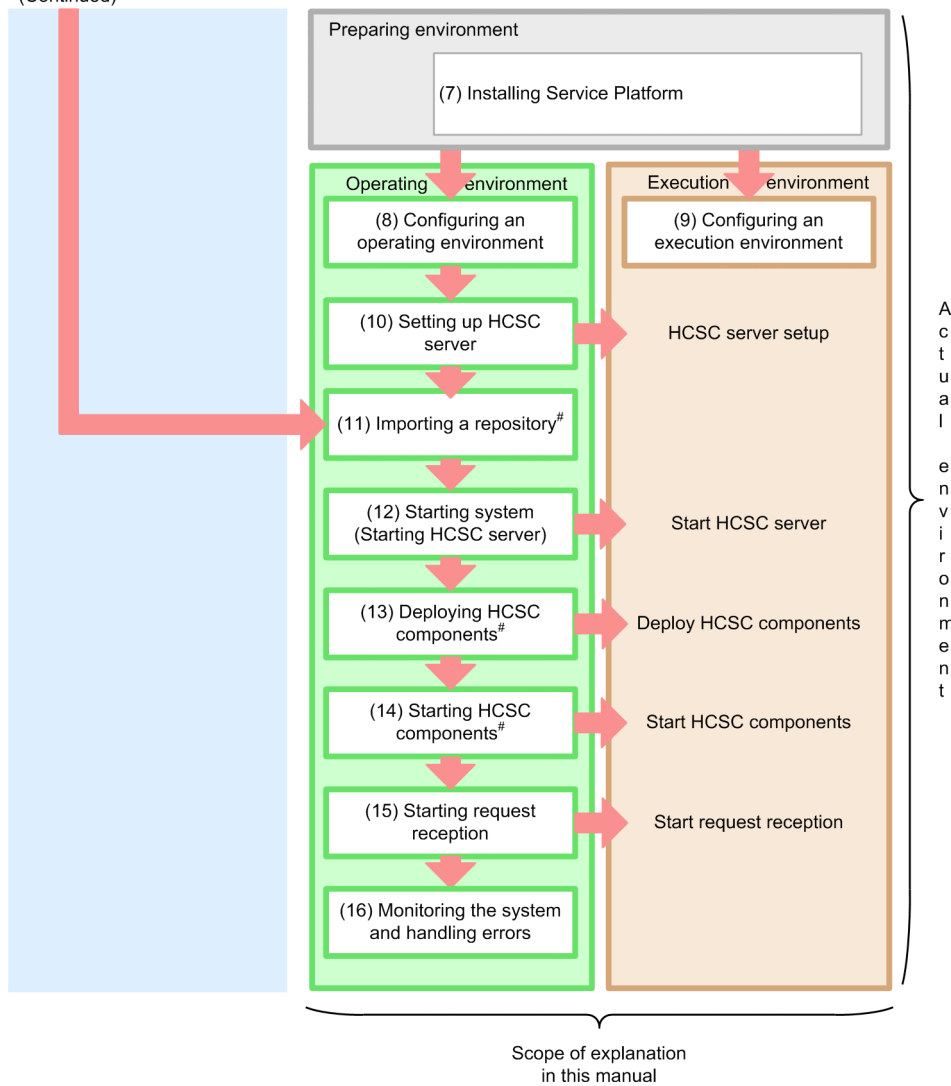 (Continued)
Preparing environment
(7) Installing Service Platform
Operating environment
Execution environment
(8) Configuring an
operating environment
(9) Configuring an
execution environment
(10) Setting up HCSC
server
HCSC server setup
(11) Importing a repository#
(12) Starting system
(Starting HCSC server)
Start HCSC server
(13) Deploying HCSC
components#
Deploy HCSC components
(14) Starting HCSC
components#
Start HCSC components
(15) Starting request
reception
Start request reception
(16) Monitoring the system
and handling errors
Actual environment
Scope of explanation
in this manual